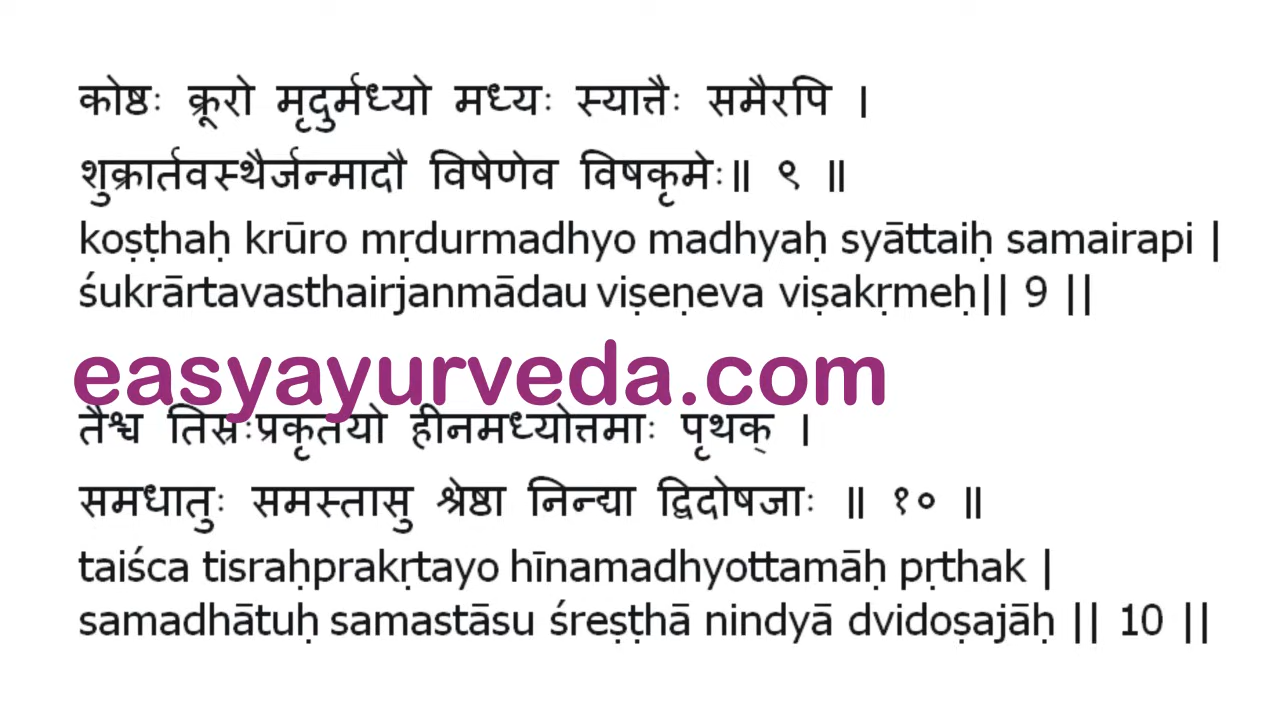 कोष्ठः क्रूरो मृदुर्मध्यो मध्यः स्यात्तैः समैरपि ।
शुक्रार्तवस्थैर्जन्मादौ विषेणेव विषकृमेः॥ ९ ॥
koṣṭhaḥ krūro mṛdurmadhyo madhyaḥ syāttaiḥ samairapi |
śukrārtavasthairjanmādau viṣeṇeva viṣakṛmeḥ|| 9 ||
easyayurveda.com
तैश्च तिस्रःप्रकृतयो हीनमध्योत्तमाः पृथक् ।
समधातुः समस्तासु श्रेष्ठा निन्द्या द्विदोषजाः ॥ १० ॥
taiśca tisraḥprakṛtayo hīnamadhyottamāḥ pṛthak |
samadhātuḥ samastāsu śreṣṭhā nindyā dvidoṣajāḥ || 10 ||